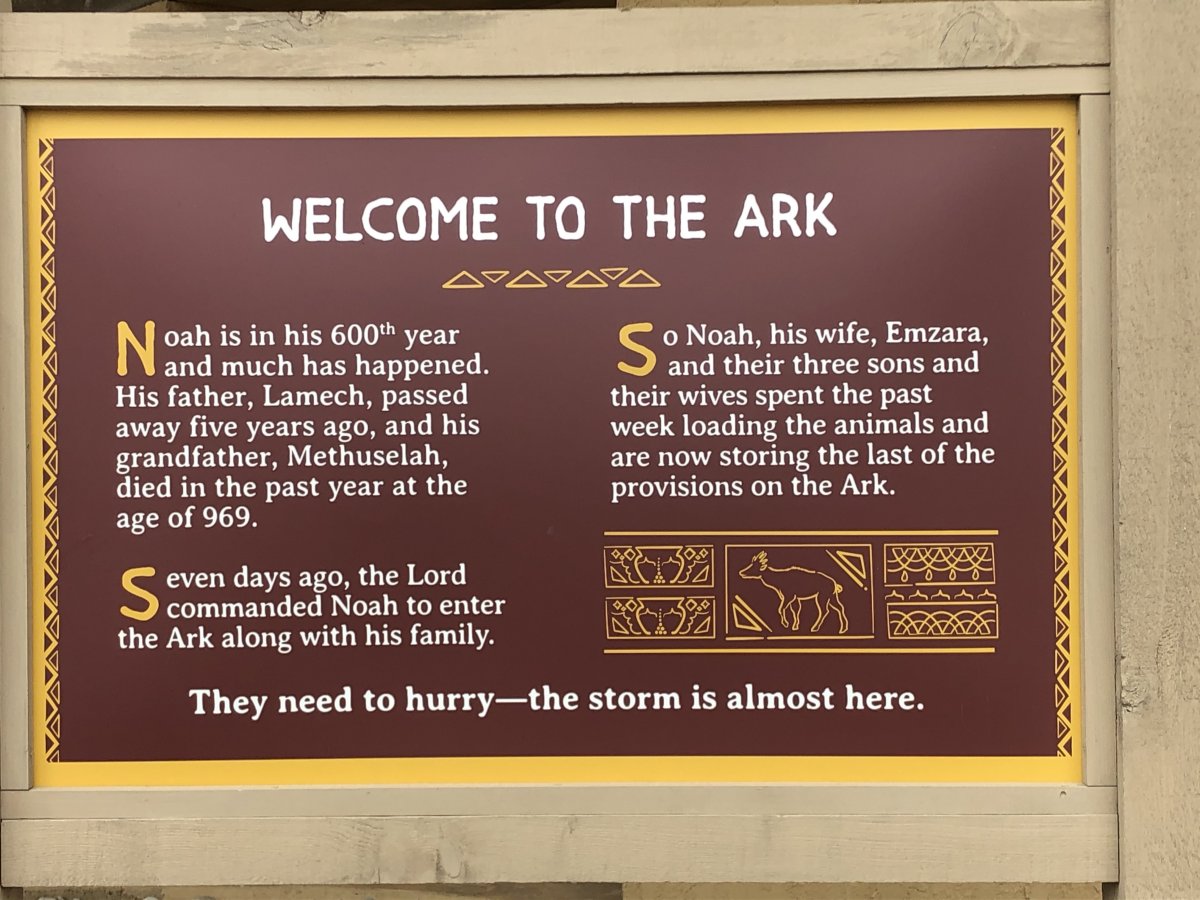 WELCOME TO THE ARK
Noah is in his 600th year
and much has happened.
His father, Lamech, passed
away five years ago, and his
grandfather, Methuselah,
died in the past year at the
age of 969.
Seven days ago, the Lord
commanded Noah to enter
the Ark along with his family.
So Noah, his wife, Emzara,
and their three sons and
their wives spent the past
week loading the animals and
are now storing the last of the
provisions on the Ark.
They need to hurry—the storm is almost here.